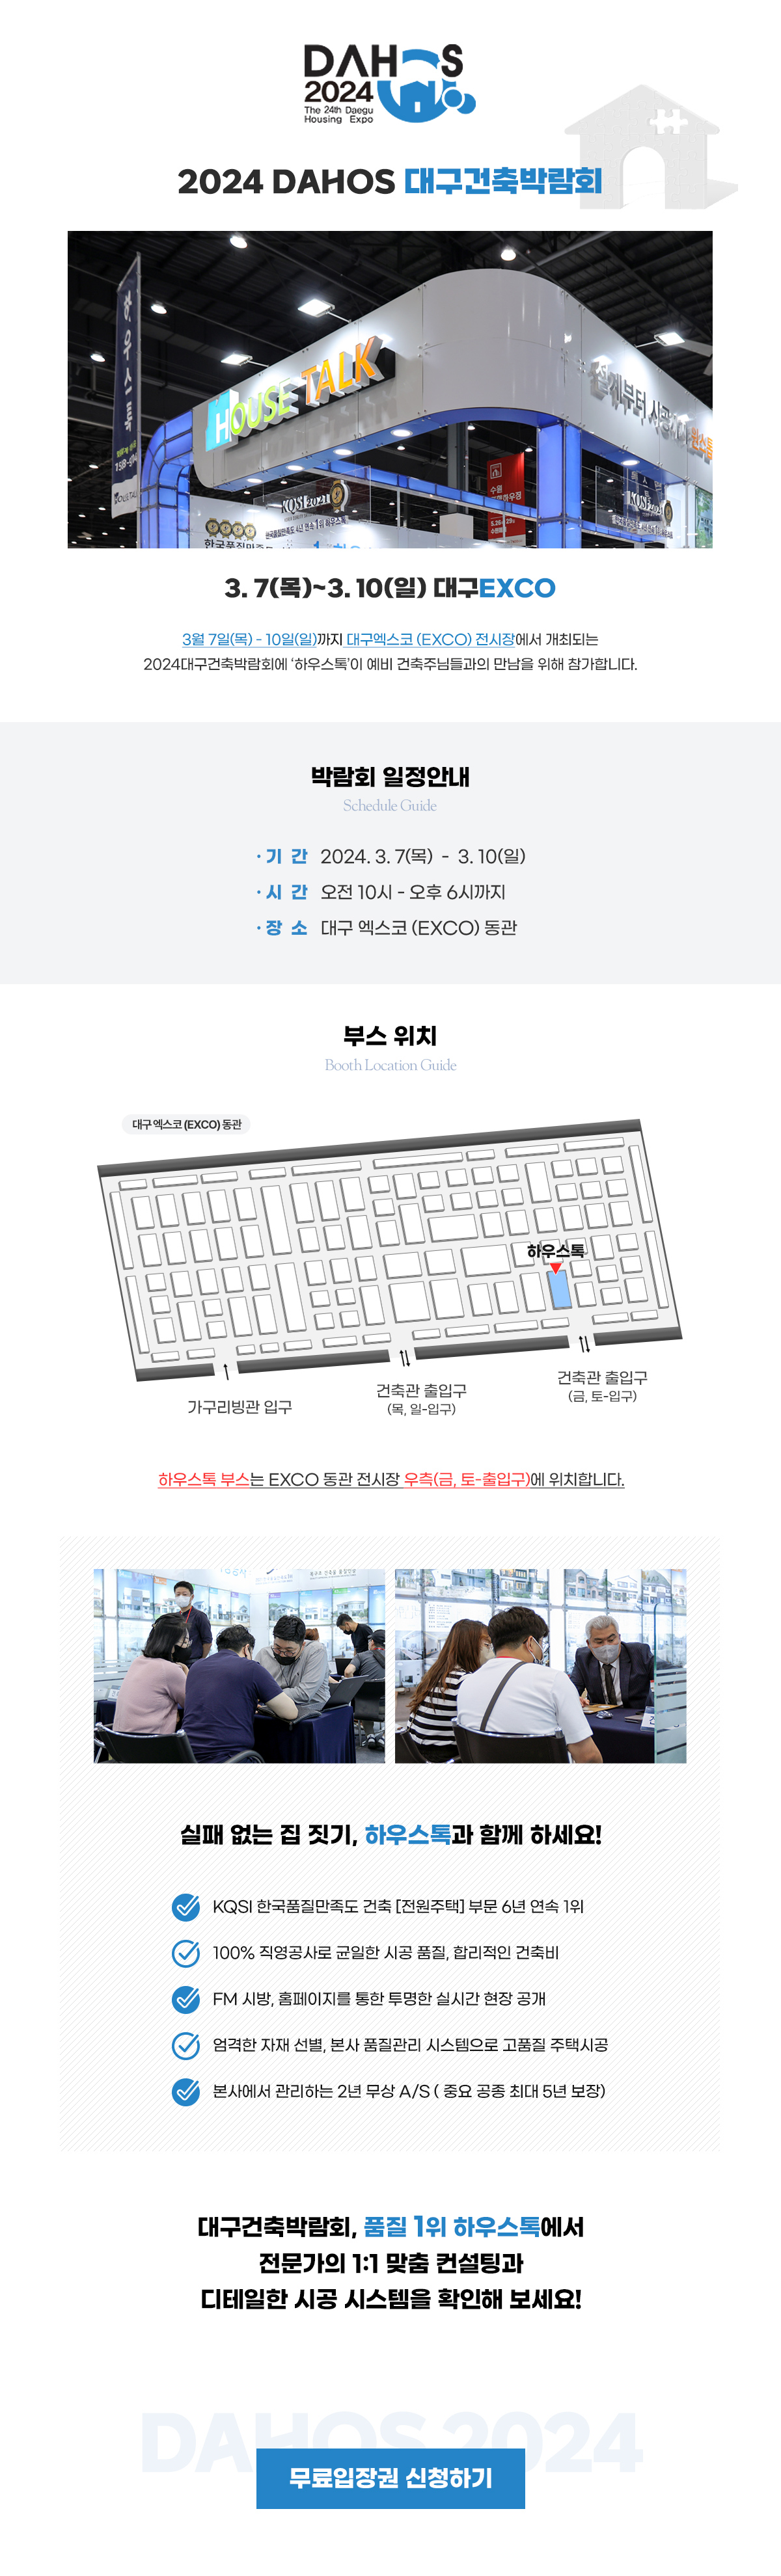 DAHOS
2024
The 24th Daegu
Housing Expo
2024 DAHOS 대구건축박람회
하우스톡
HOUSE TALK
설계부터 시공까지 원스톱
KQSI 2021
3. 7(목)~3. 10(일) 대구EXCO
3월 7일(목) - 10일(일)까지 대구엑스코 (EXCO) 전시장에서 개최되는
2024대구건축박람회에 ‘하우스톡’이 예비 건축주님들과의 만남을 위해 참가합니다.
박람회 일정안내
Schedule Guide
· 기 간 2024. 3. 7(목) - 3. 10(일)
· 시 간 오전 10시 - 오후 6시까지
· 장 소 대구 엑스코 (EXCO) 동관
부스 위치
Booth Location Guide
대구 엑스코 (EXCO) 동관
하우스톡
가구리빙관 입구
건축관 출입구
(목, 일-입구)
건축관 출입구
(금, 토-입구)
하우스톡 부스는 EXCO 동관 전시장 우측(금, 토-출입구)에 위치합니다.
실패 없는 집 짓기, 하우스톡과 함께 하세요!
KQSI 한국품질만족도 건축 [전원주택] 부문 6년 연속 1위
100% 직영공사로 균일한 시공 품질, 합리적인 건축비
FM 시방, 홈페이지를 통한 투명한 실시간 현장 공개
엄격한 자재 선별, 본사 품질관리 시스템으로 고품질 주택시공
본사에서 관리하는 2년 무상 A/S ( 중요 공종 최대 5년 보장)
대구건축박람회, 품질 1위 하우스톡에서
전문가의 1:1 맞춤 컨설팅과
디테일한 시공 시스템을 확인해 보세요!
DAHOS 2024
무료입장권 신청하기